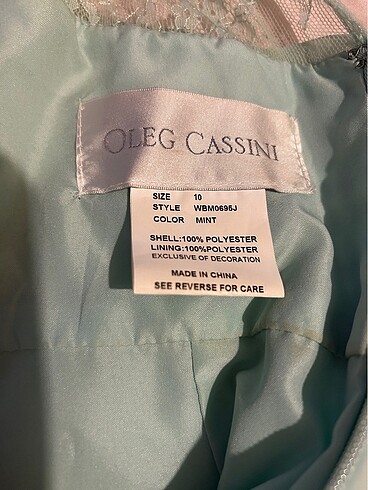 OLEG CASSINI
SIZE 10
STYLE WBM0695J
COLOR MINT
SHELL:100% POLYESTER
LINING:100%POLYESTER
EXCLUSIVE OF DECORATION
MADE IN CHINA
SEE REVERSE FOR CARE